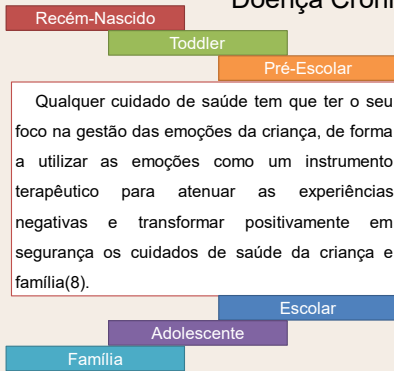 Doença
Recém-Nascido
Toddler
Pré-Escolar
Qualquer cuidado de saúde tem que ter o seu
foco na gestão das emoções da criança, de forma
a utilizar as emoções como um instrumento
terapêutico para atenuar as experiências
negativas e transformar positivamente em
segurança os cuidados de saúde da criança e
família(8).
Escolar
Adolescente
Família